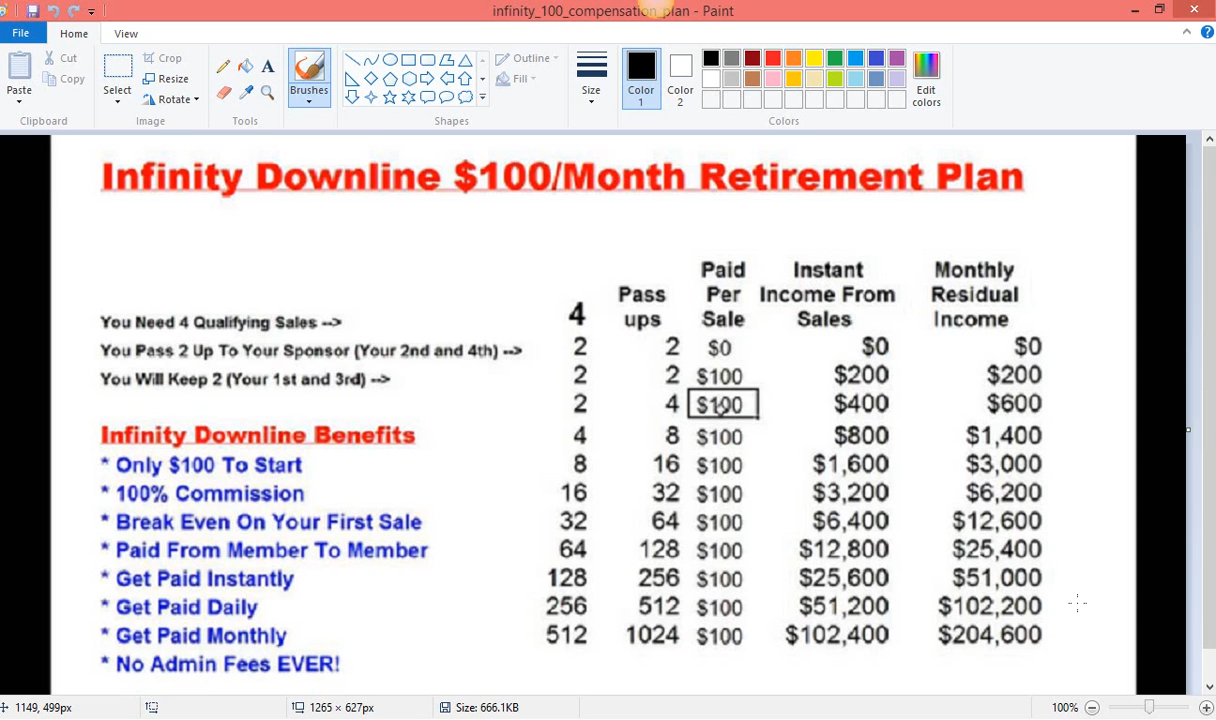 infinity_100_compensation_plan - Paint
File Home View
Paste Cut Copy Clipboard
Select Crop Resize Rotate Image
A Tools
Brushes
Outline Fill Shapes
Size
Color 1 Color 2 Edit colors Colors
Infinity Downline $100/Month Retirement Plan
Paid Instant Monthly
Pass Per Income From Residual
You Need 4 Qualifying Sales --> 4 ups Sale Sales Income
You Pass 2 Up To Your Sponsor (Your 2nd and 4th) --> 2 2 $0 $0 $0
You Will Keep 2 (Your 1st and 3rd) --> 2 2 $100 $200 $200
2 4 $100 $400 $600
Infinity Downline Benefits 4 8 $100 $800 $1,400
* Only $100 To Start 8 16 $100 $1,600 $3,000
* 100% Commission 16 32 $100 $3,200 $6,200
* Break Even On Your First Sale 32 64 $100 $6,400 $12,600
* Paid From Member To Member 64 128 $100 $12,800 $25,400
* Get Paid Instantly 128 256 $100 $25,600 $51,000
* Get Paid Daily 256 512 $100 $51,200 $102,200
* Get Paid Monthly 512 1024 $100 $102,400 $204,600
* No Admin Fees EVER!
1149, 499px 1265 × 627px Size: 666.1KB 100%